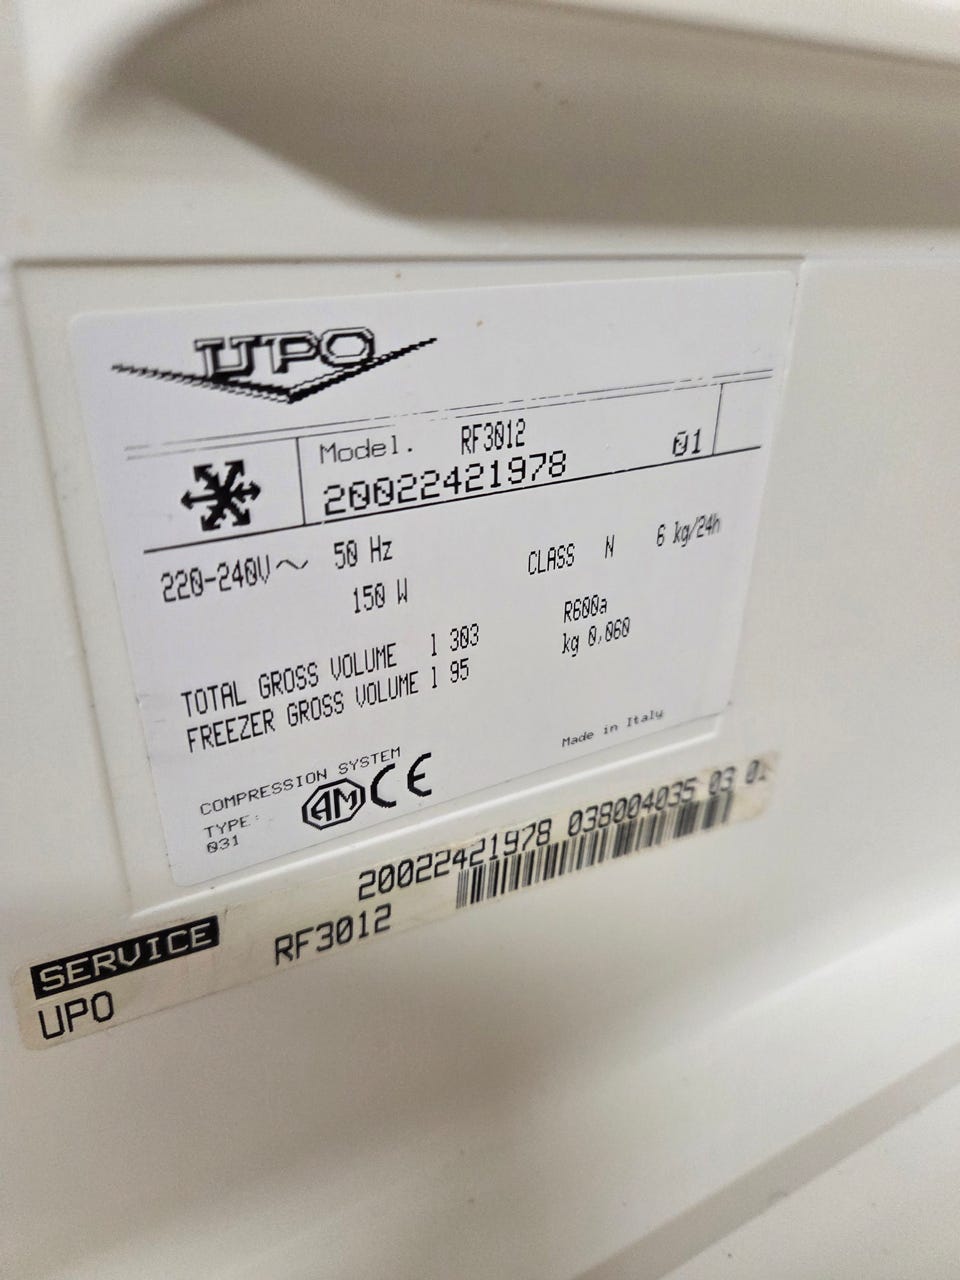 UPO
Model. RF3012
20022421978 01
220-240V~ 50 Hz CLASS N 6 kg/24h
150 W R600a
kg 0,060
TOTAL GROSS VOLUME l 303
FREEZER GROSS VOLUME l 95
Made in Italy
COMPRESSION SYSTEM
TYPE:
031
AM CE
20022421978 038004035 03
SERVICE RF3012
UPO